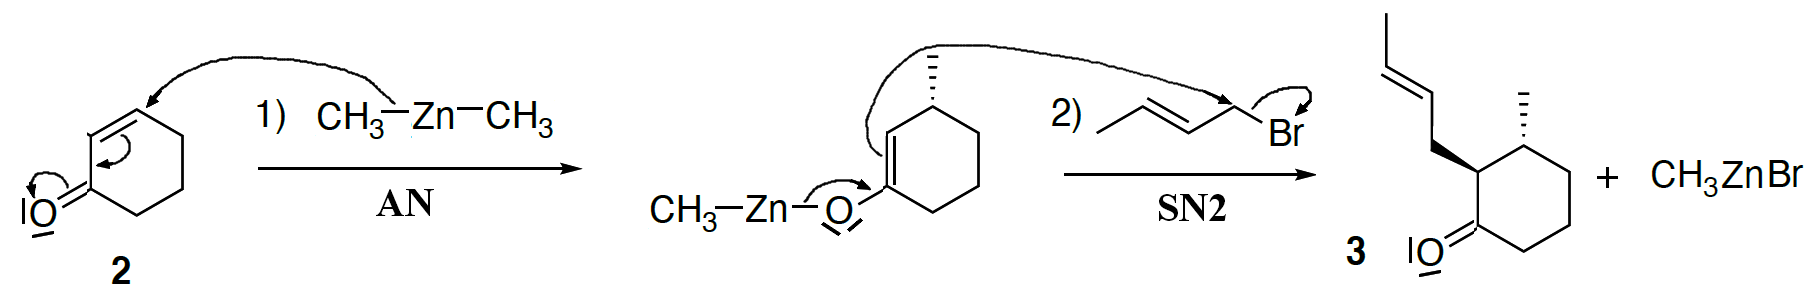 1) CH3-Zn-CH3
AN
O
2
CH3-Zn-O
2)
Br
SN2
O
3
+ CH3ZnBr